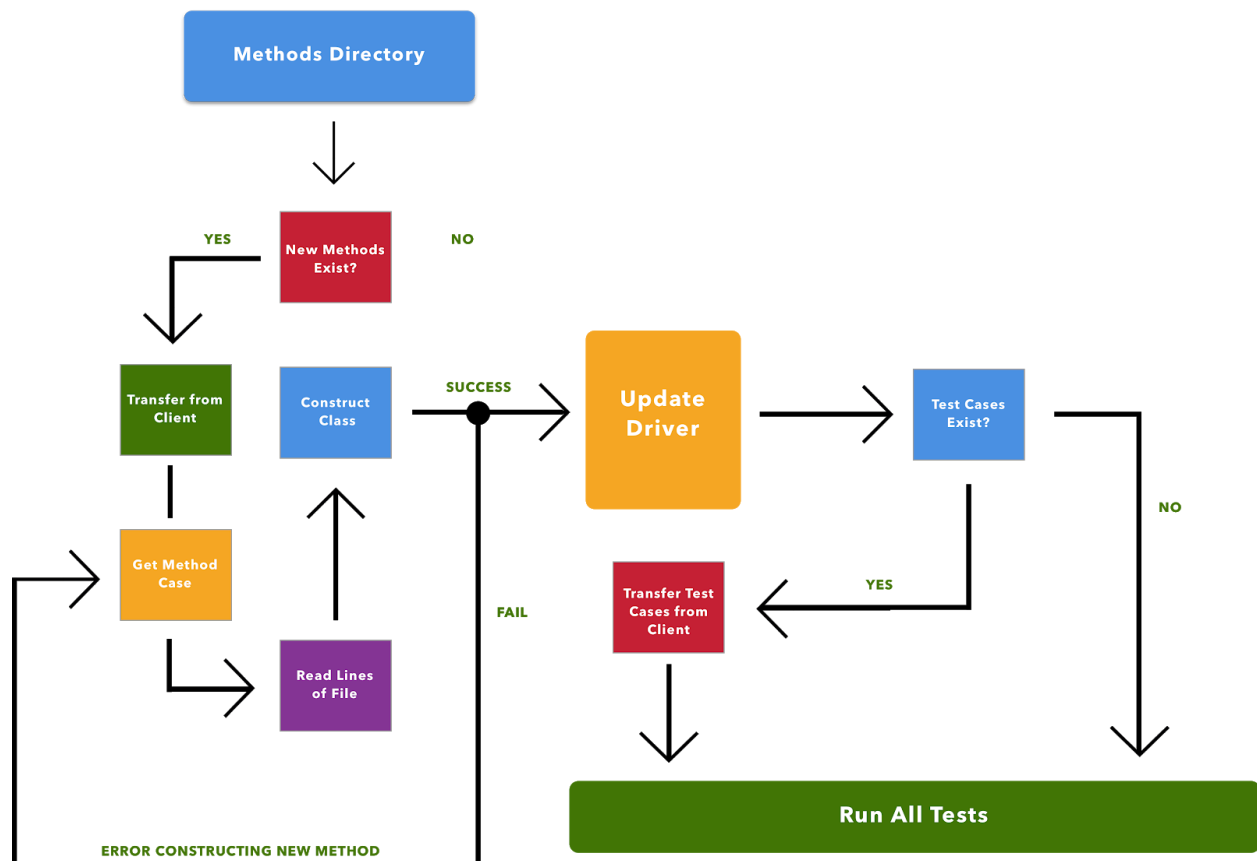 Methods Directory
YES
NO
New Methods
Exist?
Transfer from
Client
Construct
Class
SUCCESS
Update
Driver
Test Cases
Exist?
NO
Get Method
Case
YES
Transfer Test
Cases from
Client
FAIL
Read Lines
of File
Run All Tests
ERROR CONSTRUCTING NEW METHOD